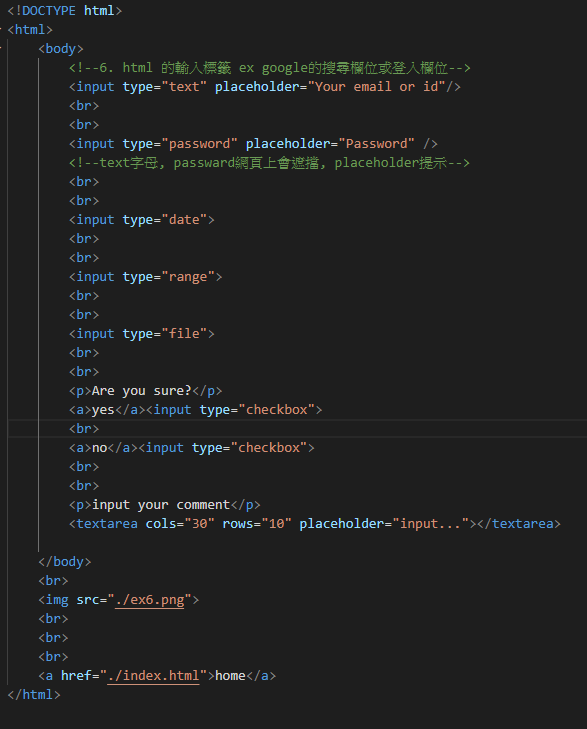 <!DOCTYPE html>
<html>
<body>
<!--6. html 的輸入標籤 ex google的搜尋欄位或登入欄位-->
<input type="text" placeholder="Your email or id"/>
<br>
<br>
<input type="password" placeholder="Password" />
<!--text字母, passward網頁上會遮擋, placeholder提示-->
<br>
<br>
<input type="date">
<br>
<br>
<input type="range">
<br>
<br>
<input type="file">
<br>
<br>
<p>Are you sure?</p>
<a>yes</a><input type="checkbox">
<br>
<a>no</a><input type="checkbox">
<br>
<br>
<p>input your comment</p>
<textarea cols="30" rows="10" placeholder="input..."></textarea>
</body>
<br>
<img src="./ex6.png">
<br>
<br>
<br>
<a href="./index.html">home</a>
</html>